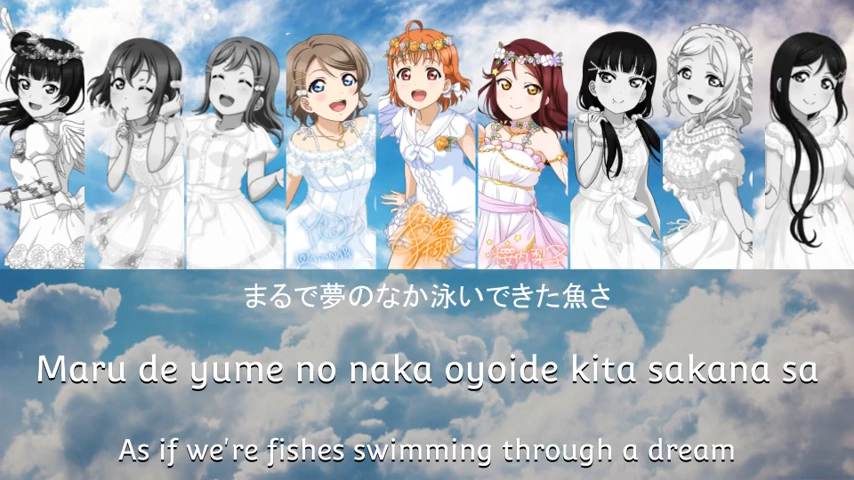 まるで夢のなか泳いできた魚さ
Maru de yume no naka oyoide kita sakana sa
As if we're fishes swimming through a dream